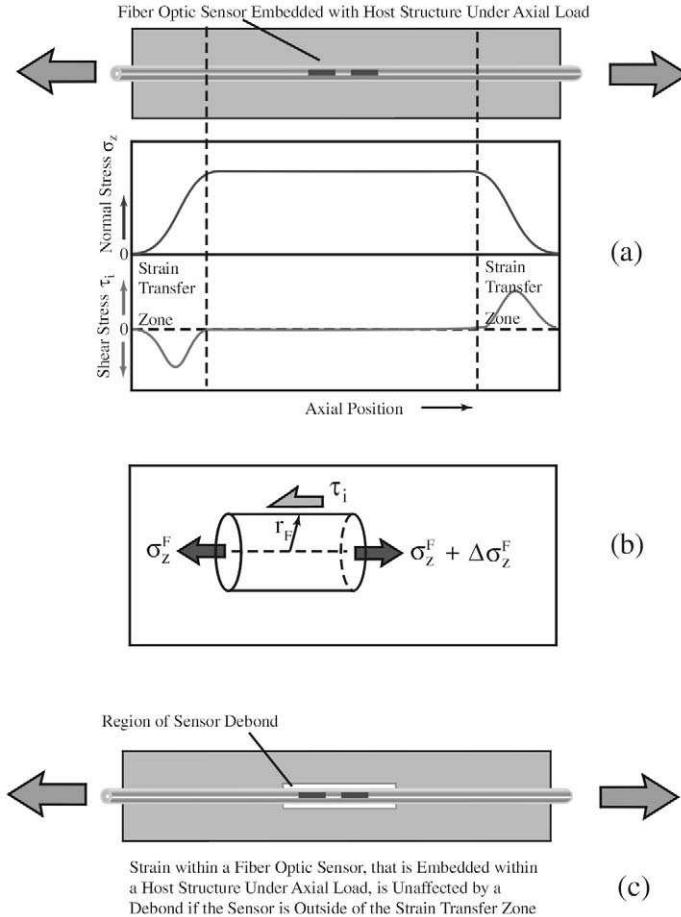 Fiber Optic Sensor Embedded with Host Structure Under Axial Load
Normal Stress σz
0
(a)
Strain
Transfer
Zone
Strain
Transfer
Zone
Shear Stress τi
0
Axial Position
τi
rF
σzF
σzF + ΔσzF
(b)
Region of Sensor Debond
Strain within a Fiber Optic Sensor, that is Embedded within
a Host Structure Under Axial Load, is Unaffected by a
Debond if the Sensor is Outside of the Strain Transfer Zone
(c)